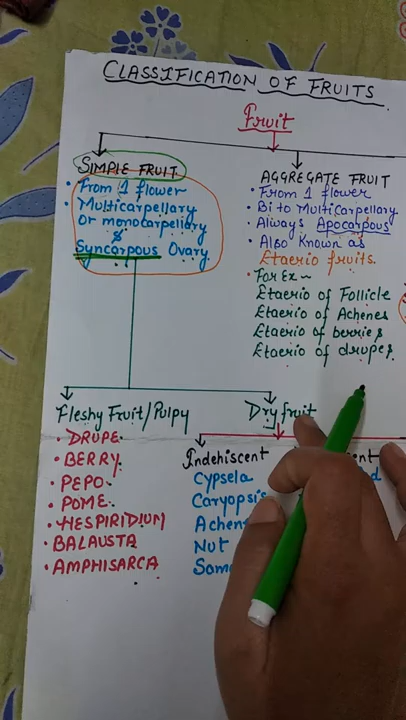 CLASSIFICATION OF FRUITS
Fruit
SIMPLE FRUIT
• From 1 flower
• Multicarpellary
Or monocarpellary
&
Syncarpous Ovary
AGGREGATE FRUIT
• From 1 flower
• Bi to Multicarpellary
• Always Apocarpous
• Also Known as
Etaerio fruits.
• For Ex~
Etaerio of Follicle
Etaerio of Achenes
Etaerio of berries
Etaerio of drupes.
Fleshy Fruit/Pulpy
• DRUPE
• BERRY
• PEPO
• POME
• HESPIRIDIUM
• BALAUSTA
• AMPHISARCA
Dry fruit
Indehiscent
Cypsela
Caryopsis
Achen
Nut
Sam